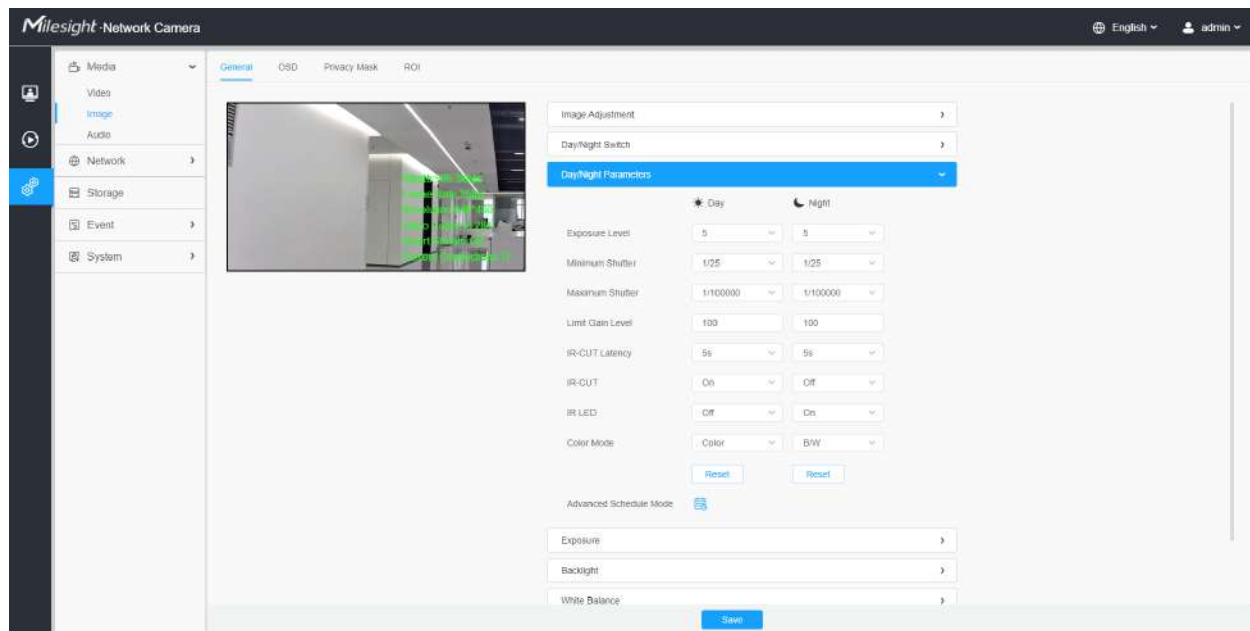 Milesight -Network Camera
English
admin
Media
Video
Image
Audio
Network
Storage
Event
System
General OSD Privacy Mask ROI
Image Adjustment
Day/Night Switch
Day/Night Parameters
Day Night
Exposure Level 5 5
Minimum Shutter 1/25 1/25
Maximum Shutter 1/100000 1/100000
Limit Gain Level 100 100
IR-CUT Latency 5s 5s
IR-CUT On Off
IR LED Off On
Color Mode Color B/W
Reset Reset
Advanced Schedule Mode
Exposure
Backlight
White Balance
Save